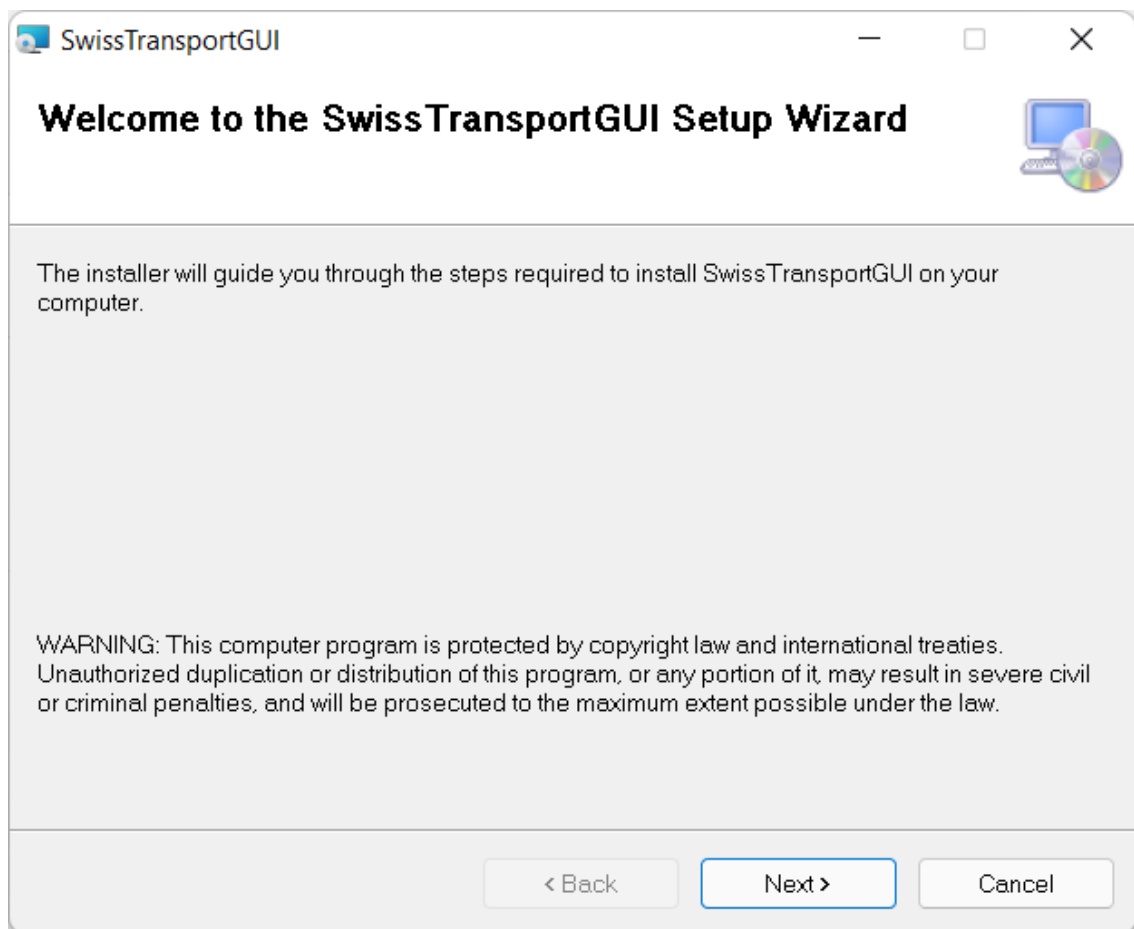 SwissTransportGUI
Welcome to the SwissTransportGUI Setup Wizard
The installer will guide you through the steps required to install SwissTransportGUI on your
computer.
WARNING: This computer program is protected by copyright law and international treaties.
Unauthorized duplication or distribution of this program, or any portion of it, may result in severe civil
or criminal penalties, and will be prosecuted to the maximum extent possible under the law.
< Back Next > Cancel